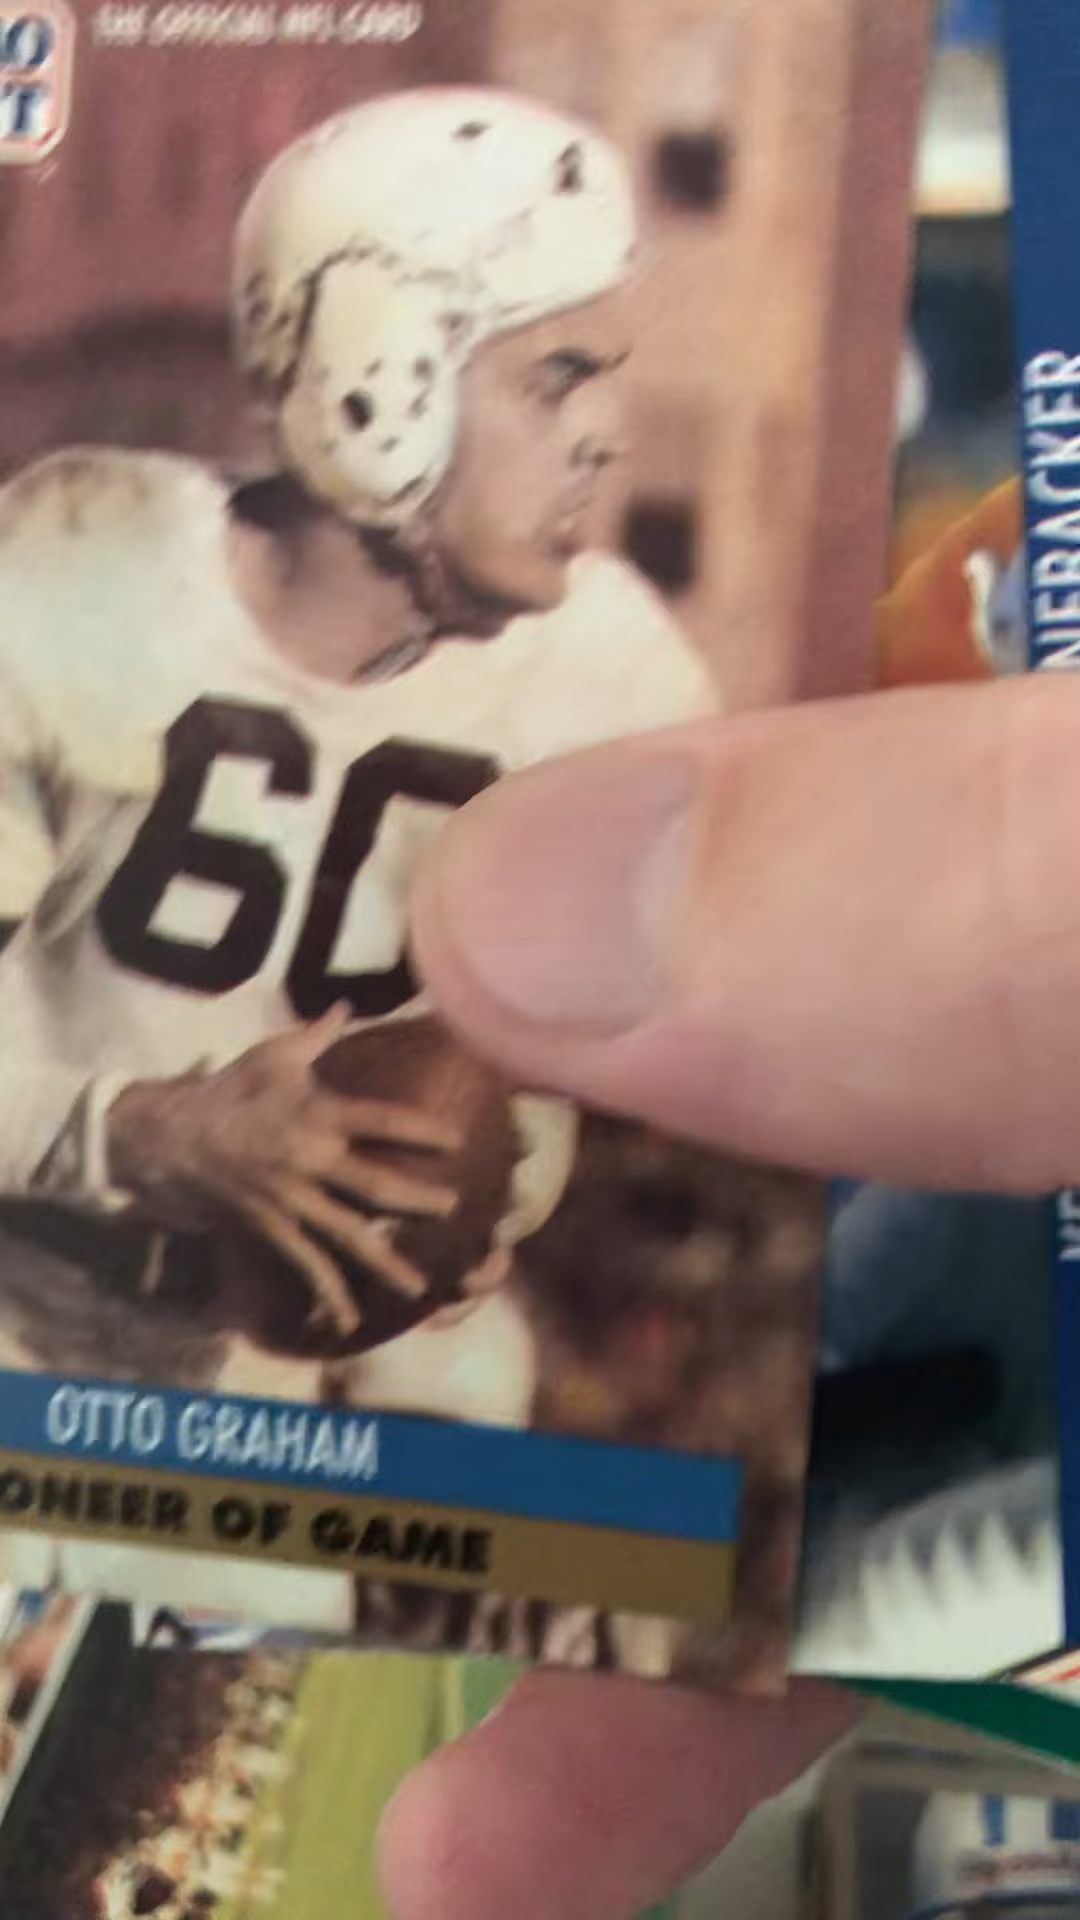 THE OFFICIAL NFL CARD
60
OTTO GRAHAM
ONEER OF GAME
NEBACKER